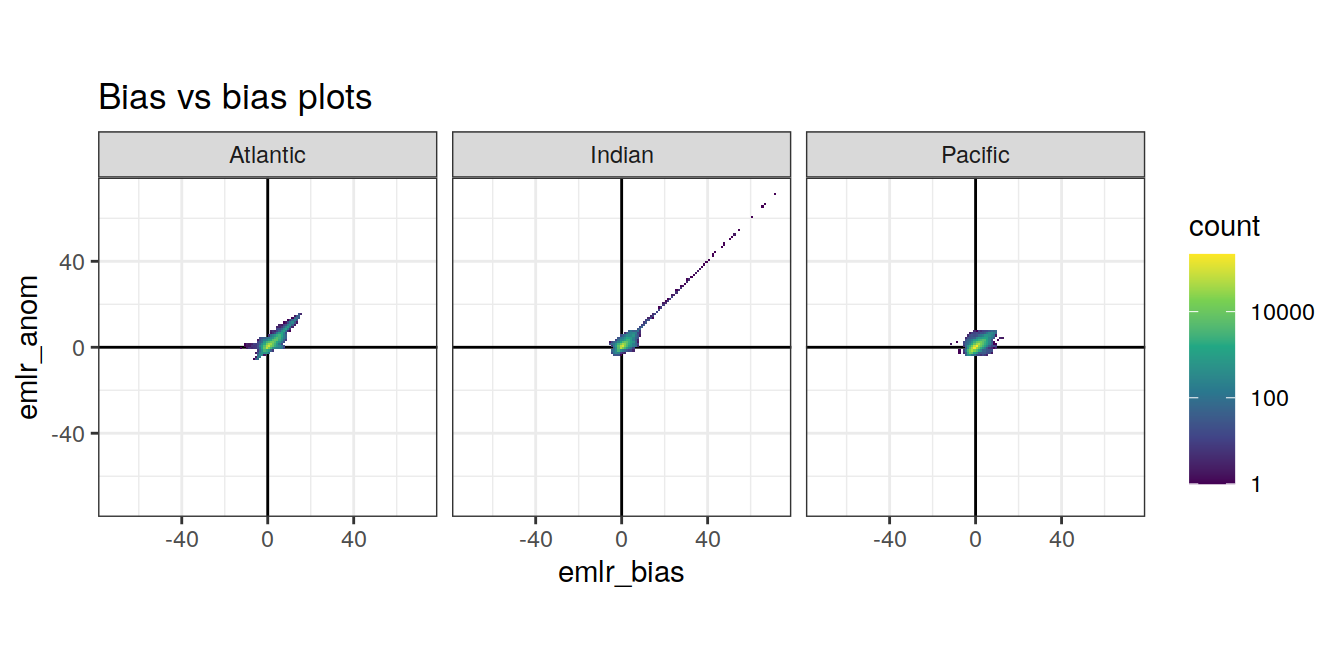 Bias vs bias plots
Atlantic
Indian
Pacific
emlr_anom
40
0
-40
-40 0 40
-40 0 40
-40 0 40
emlr_bias
count
10000
100
1